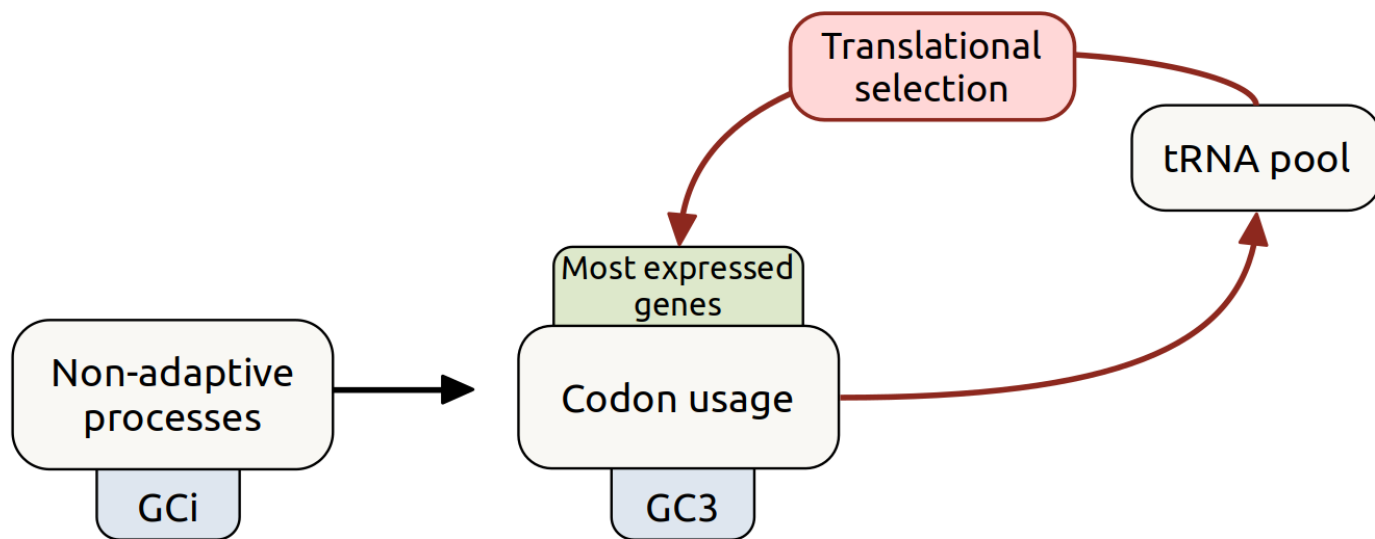 Translational
selection
tRNA pool
Most expressed
genes
Non-adaptive
processes
Codon usage
GCi
GC3